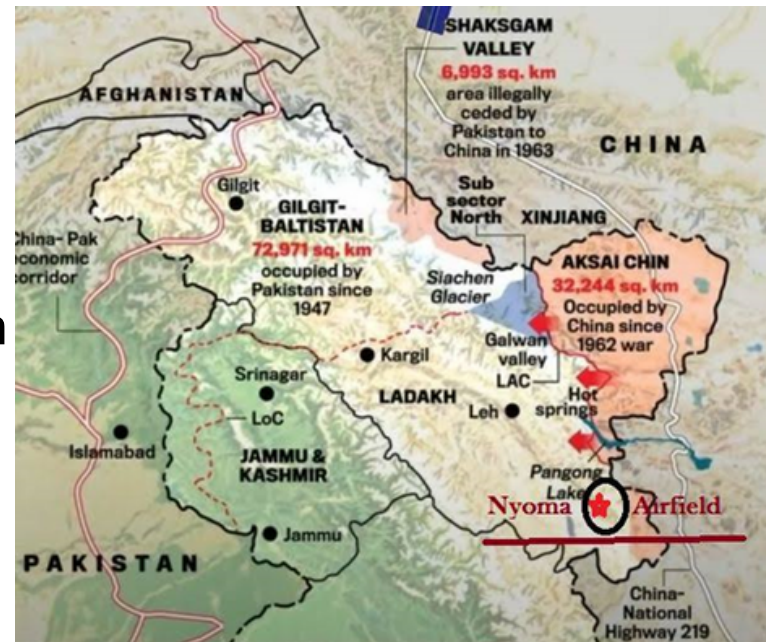 SHAKSGAM
VALLEY
6,993 sq. km
area illegally
ceded by
Pakistan to
China in 1963
AFGHANISTAN
CHINA
Gilgit
GILGIT-
BALTISTAN
72,971 sq. km
occupied by
Pakistan since
1947
Sub
sector
North
XINJIANG
China- Pak
economic
corridor
AKSAI CHIN
32,244 sq. km
Occupied by
China since
1962 war
Siachen
Glacier
Galwan
valley
LAC
Kargil
Srinagar
LADAKH
Hot
springs
Leh
LoC
Islamabad
JAMMU &
KASHMIR
Pangong
Lake
Nyoma Airfield
Jammu
PAKISTAN
China-
National
Highway 219